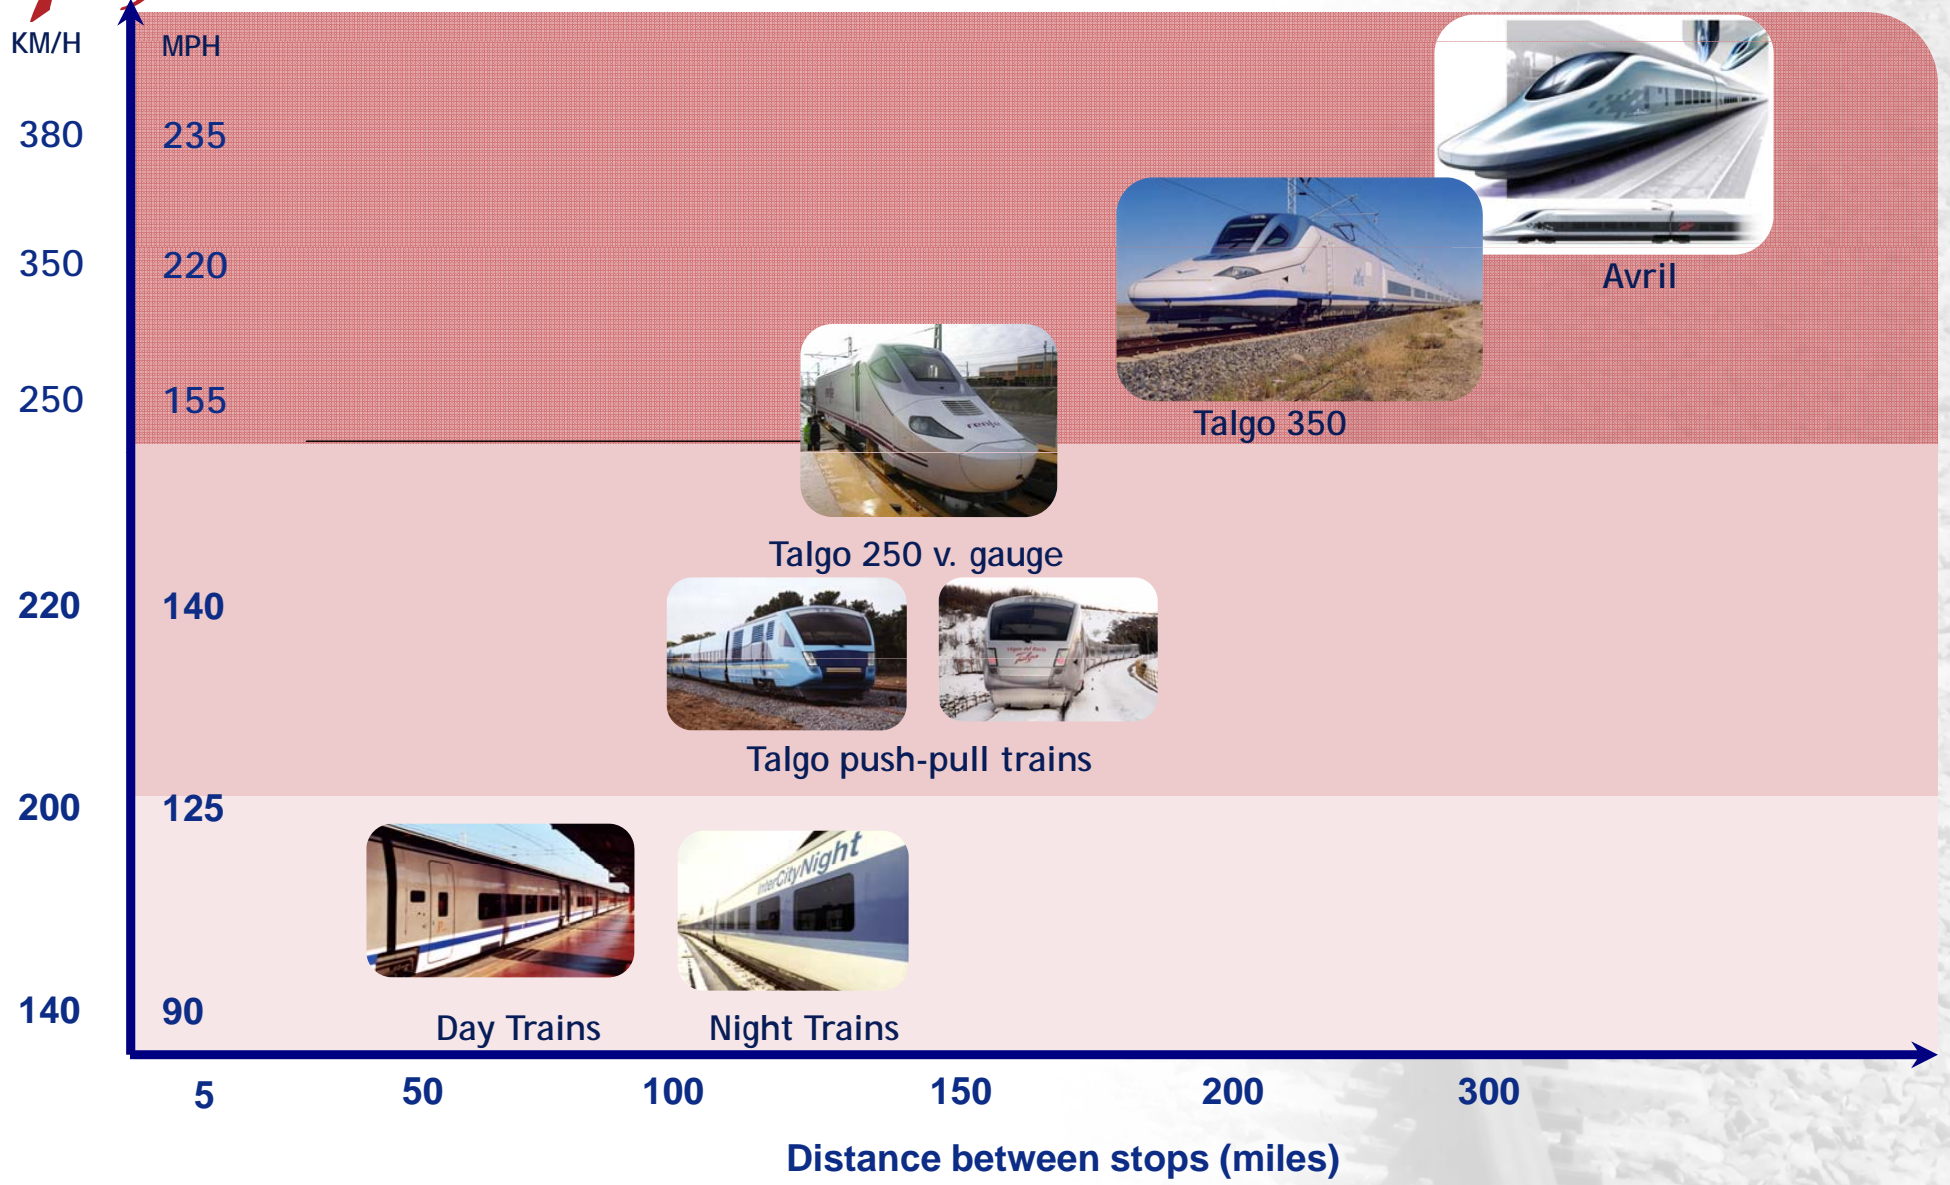 KM/H MPH
380 235
350 220
Avril
250 155
Talgo 350
renfe
Talgo 250 v. gauge
220 140
Talgo push-pull trains
200 125
InterCityNight
140 90
Day Trains Night Trains
5 50 100 150 200 300
Distance between stops (miles)